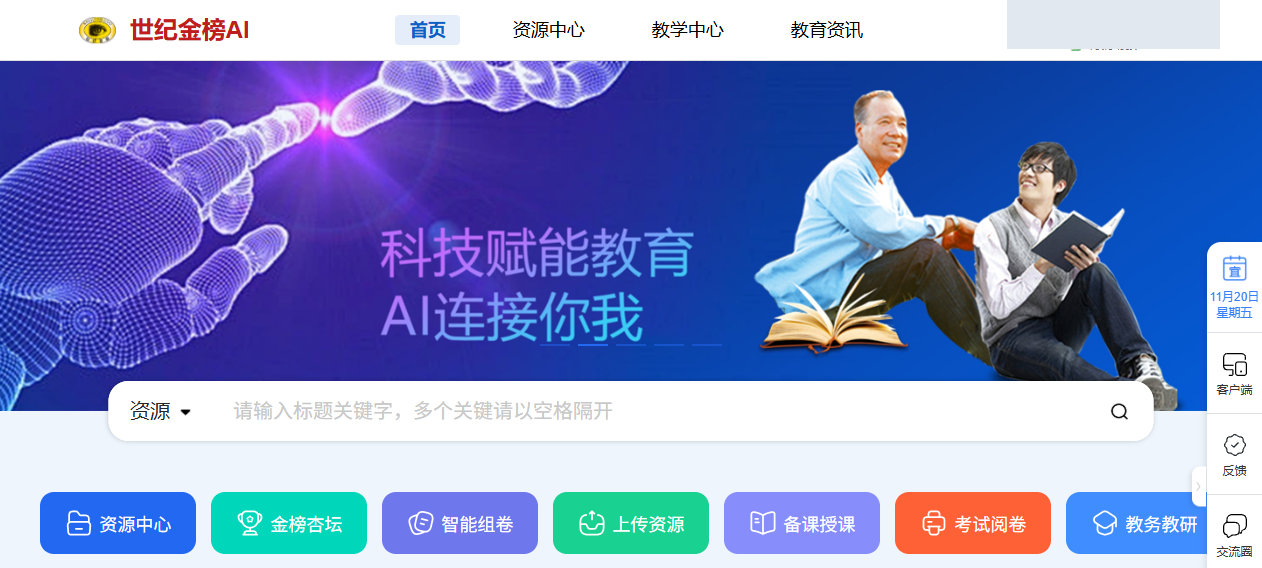 世纪金榜AI
首页
资源中心
教学中心
教育资讯
科技赋能教育
AI连接你我
宜
11月20日
星期五
客户端
反馈
交流圈
资源
请输入标题关键字，多个关键请以空格隔开
资源中心
金榜杏坛
智能组卷
上传资源
备课授课
考试阅卷
教务教研